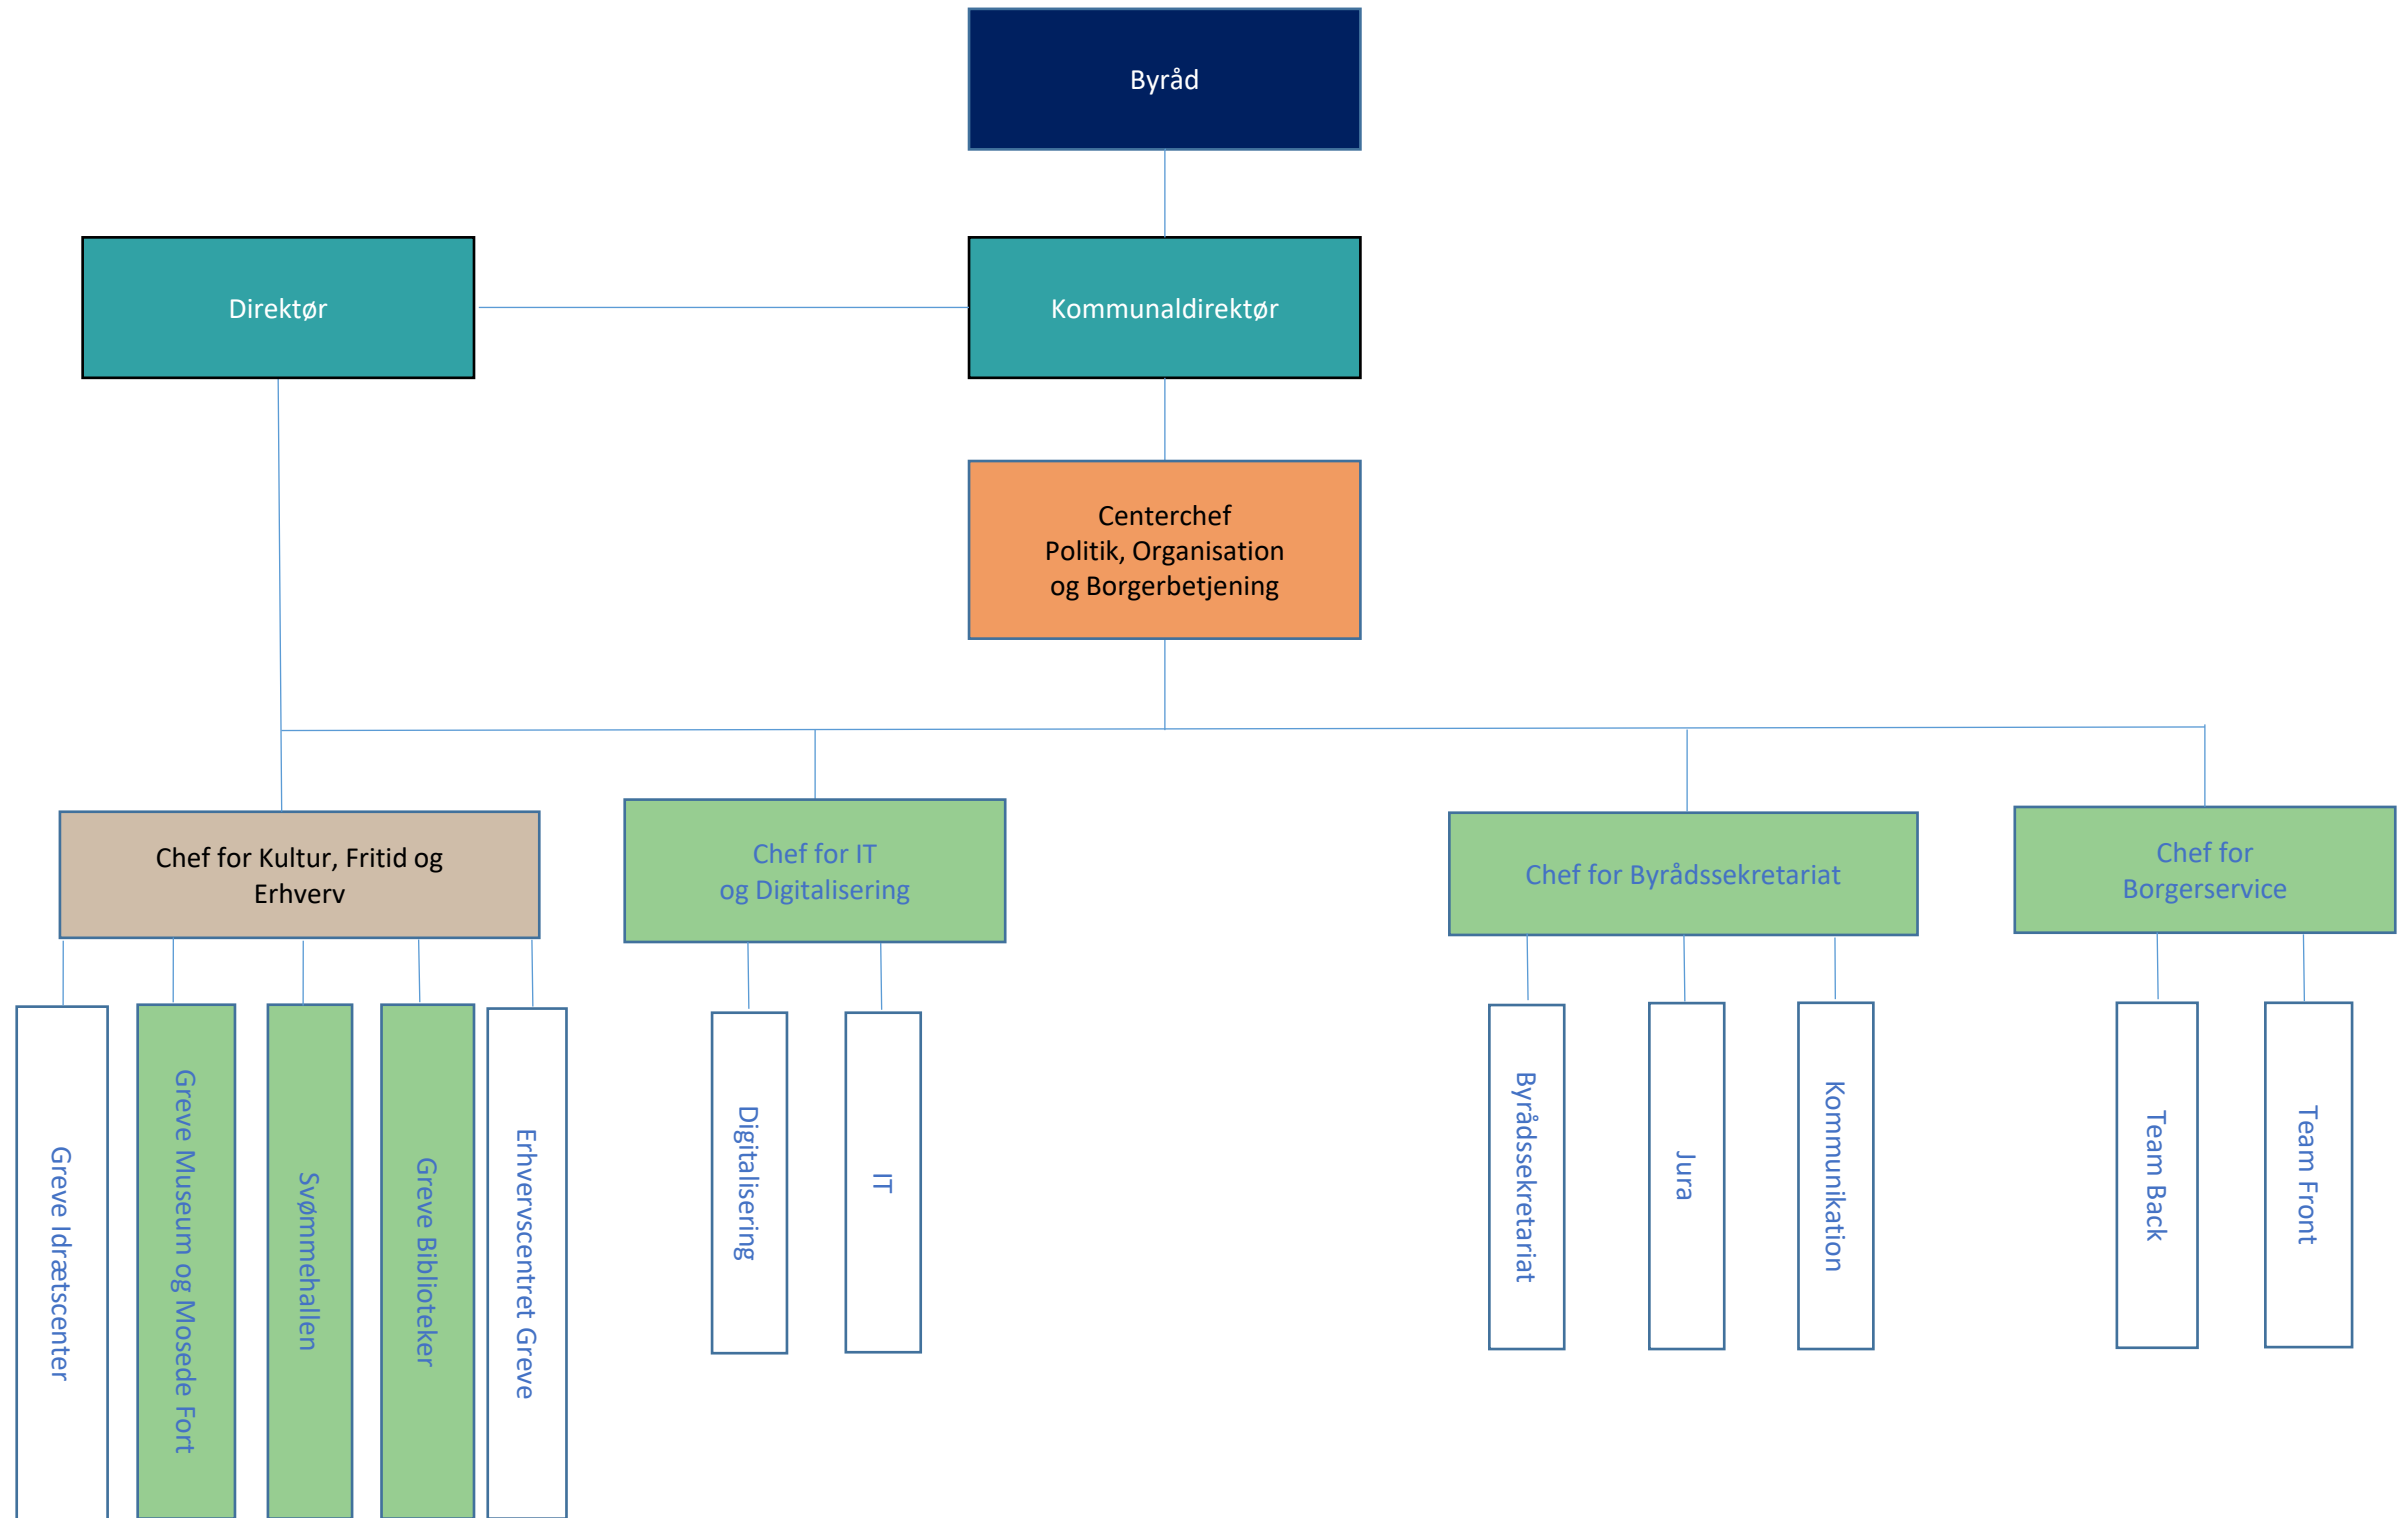 Byråd
Direktør
Kommunaldirektør
Centerchef
Politik, Organisation
og Borgerbetjening
Chef for Kultur, Fritid og
Erhverv
Chef for IT
og Digitalisering
Chef for Byrådssekretariat
Chef for
Borgerservice
Greve Idrætscenter
Greve Museum og Mosede Fort
Svømmehallen
Greve Biblioteker
Erhvervscentret Greve
Digitalisering
IT
Byrådssekretariat
Jura
Kommunikation
Team Back
Team Front